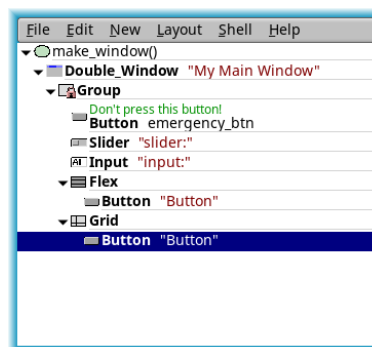 File Edit New Layout Shell Help
make_window()
Double_Window "My Main Window"
Group
Don't press this button!
Button emergency_btn
Slider "slider:"
AI Input "input:"
Flex
Button "Button"
Grid
Button "Button"